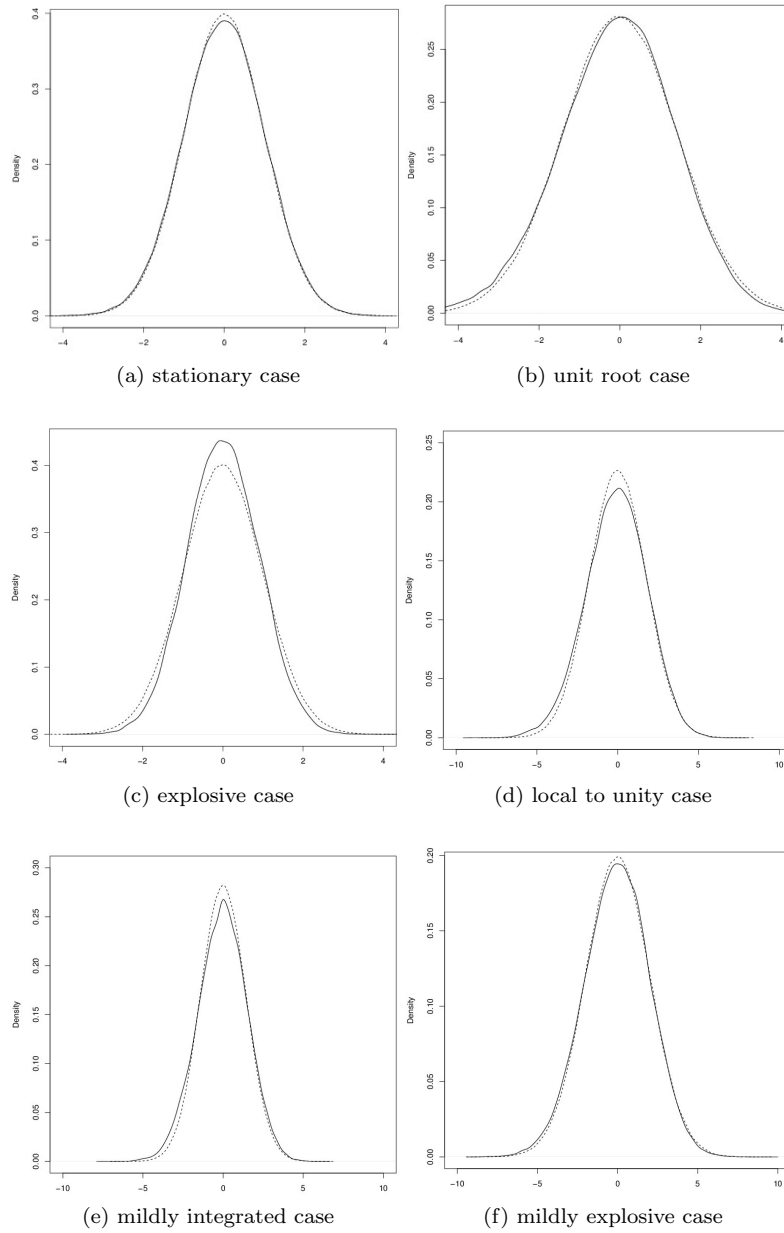 0.4
0.3
0.2
0.1
0.0
Density
−4 −2 0 2 4
(a) stationary case
0.25
0.20
0.15
0.10
0.05
0.00
Density
−4 −2 0 2 4
(b) unit root case
0.4
0.3
0.2
0.1
0.0
Density
−4 −2 0 2 4
(c) explosive case
0.25
0.20
0.15
0.10
0.05
0.00
Density
−10 −5 0 5 10
(d) local to unity case
0.30
0.25
0.20
0.15
0.10
0.05
0.00
Density
−10 −5 0 5 10
(e) mildly integrated case
0.20
0.15
0.10
0.05
0.00
Density
−10 −5 0 5 10
(f) mildly explosive case